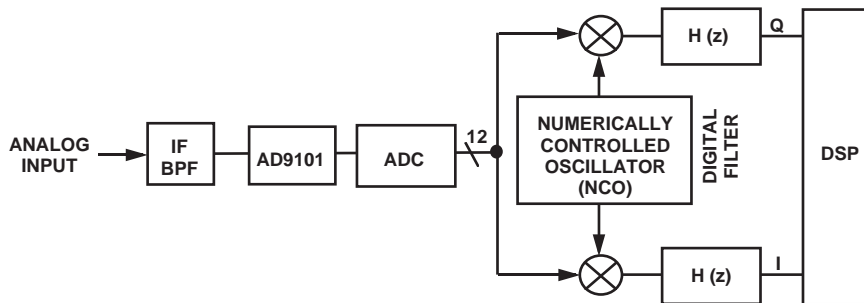 ANALOG
INPUT
IF
BPF
AD9101
ADC
12
NUMERICALLY
CONTROLLED
OSCILLATOR
(NCO)
DIGITAL
FILTER
H (z)
Q
H (z)
I
DSP